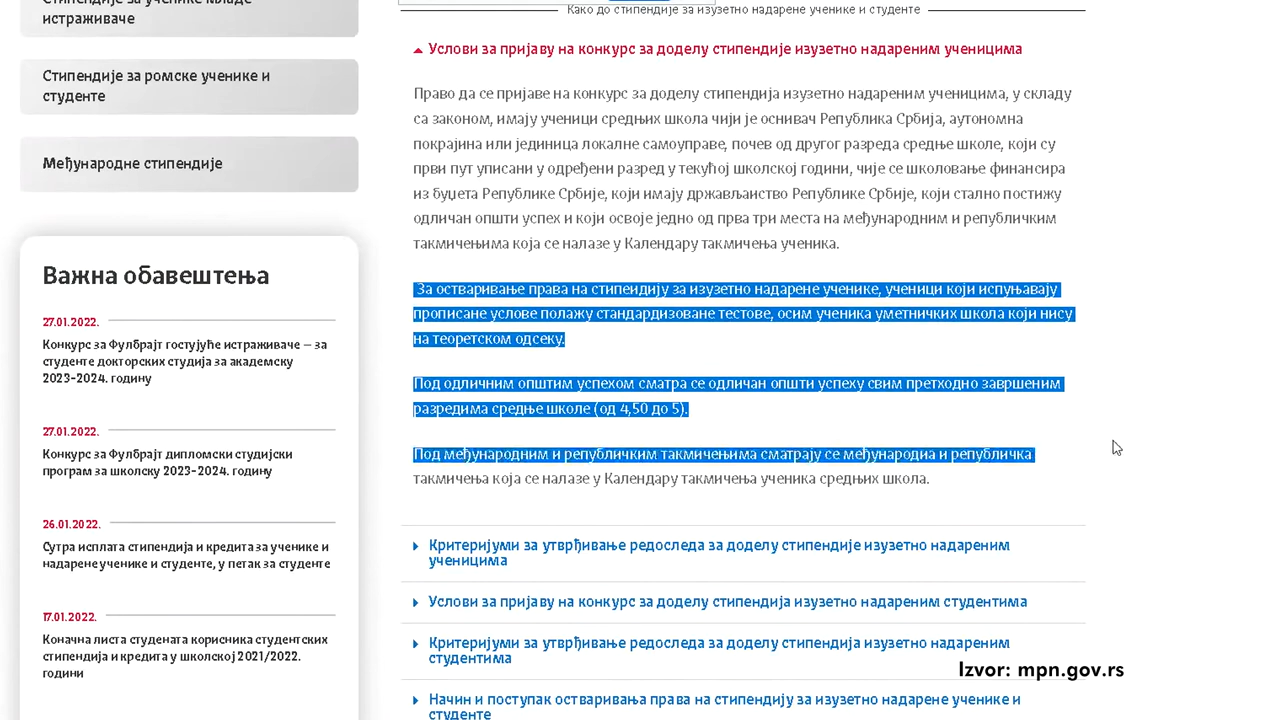 Стипендије за ученике младе
истраживаче
Стипендије за ромске ученике и
студенте
Међународне стипендије
Важна обавештења
27.01.2022.
Конкурс за Фулбрајт гостујуће истраживаче – за
студенте докторских студија за академску
2023-2024. годину
27.01.2022.
Конкурс за Фулбрајт дипломски студијски
програм за школску 2023-2024. годину
26.01.2022.
Сутра исплата стипендија и кредита за ученике и
надарене ученике и студенте, у петак за студенте
17.01.2022.
Коначна листа студената корисника студентских
стипендија и кредита у школској 2021/2022.
години
Како до стипендије за изузетно надарене ученике и студенте
Услови за пријаву на конкурс за доделу стипендије изузетно надареним ученицима
Право да се пријаве на конкурс за доделу стипендија изузетно надареним ученицима, у складу
са законом, имају ученици средњих школа чији је оснивач Република Србија, аутономна
покрајина или јединица локалне самоуправе, почев од другог разреда средње школе, који су
први пут уписани у одређени разред у текућој школској години, чије се школовање финансира
из буџета Републике Србије, који имају држављанство Републике Србије, који стално постижу
одличан општи успех и који освоје једно од прва три места на међународним и републичким
такмичењима која се налазе у Календару такмичења ученика.
За остваривање права на стипендију за изузетно надарене ученике, ученици који испуњавају
прописане услове полажу стандардизоване тестове, осим ученика уметничких школа који нису
на теоретском одсеку.
Под одличним општим успехом сматра се одличан општи успеху свим претходно завршеним
разредима средње школе (од 4,50 до 5).
Под међународним и републичким такмичењима сматрају се међународна и републичка
такмичења која се налазе у Календару такмичења ученика средњих школа.
Критеријуми за утврђивање редоследа за доделу стипендије изузетно надареним
ученицима
Услови за пријаву на конкурс за доделу стипендија изузетно надареним студентима
Критеријуми за утврђивање редоследа за доделу стипендија изузетно надареним
студентима
Izvor: mpn.gov.rs
Начин и поступак остваривања права на стипендију за изузетно надарене ученике и
студенте